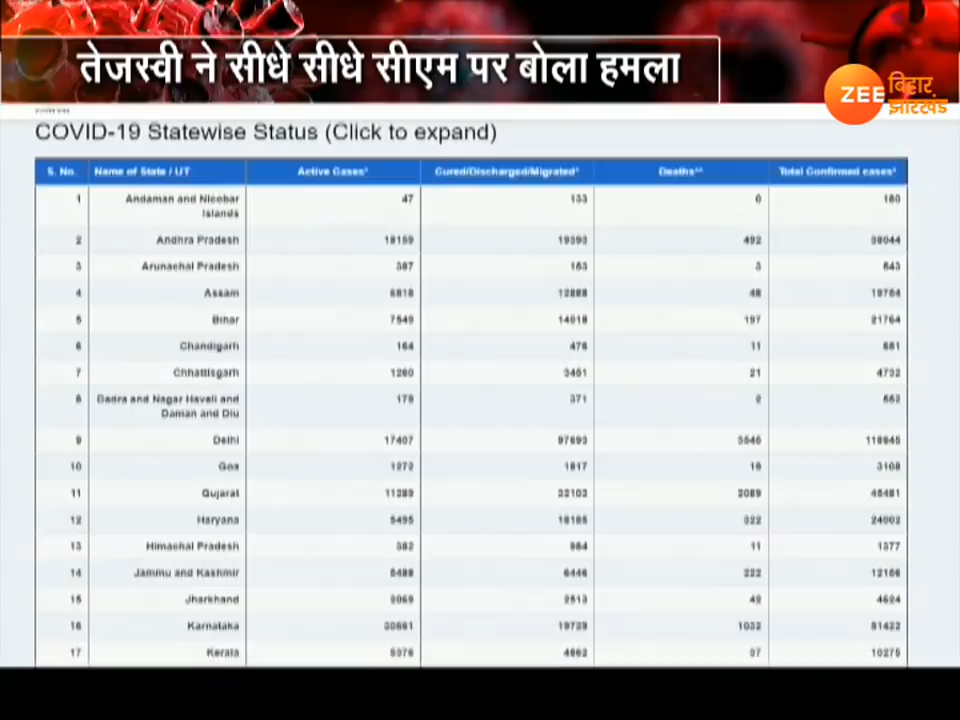 तेजस्वी ने सीधे सीधे सीएम पर बोला हमला
ZEE बिहार झारखंड
COVID-19 Statewise Status (Click to expand)
S. No. Name of State / UT Active Cases* Cured/Discharged/Migrated* Deaths** Total Confirmed cases*
1 Andaman and Nicobar Islands 47 133 0 180
2 Andhra Pradesh 18159 19393 492 38044
3 Arunachal Pradesh 387 153 3 543
4 Assam 6818 12888 48 19754
5 Bihar 7549 14018 197 21764
6 Chandigarh 164 476 11 651
7 Chhattisgarh 1260 3451 21 4732
8 Dadra and Nagar Haveli and Daman and Diu 179 371 2 552
9 Delhi 17407 97693 3545 118645
10 Goa 1272 1817 19 3108
11 Gujarat 11289 33103 2089 46481
12 Haryana 5495 18185 322 24002
13 Himachal Pradesh 382 984 11 1377
14 Jammu and Kashmir 5488 6446 222 12156
15 Jharkhand 2069 2513 42 4624
16 Karnataka 30661 19729 1032 51422
17 Kerala 5376 4862 37 10275